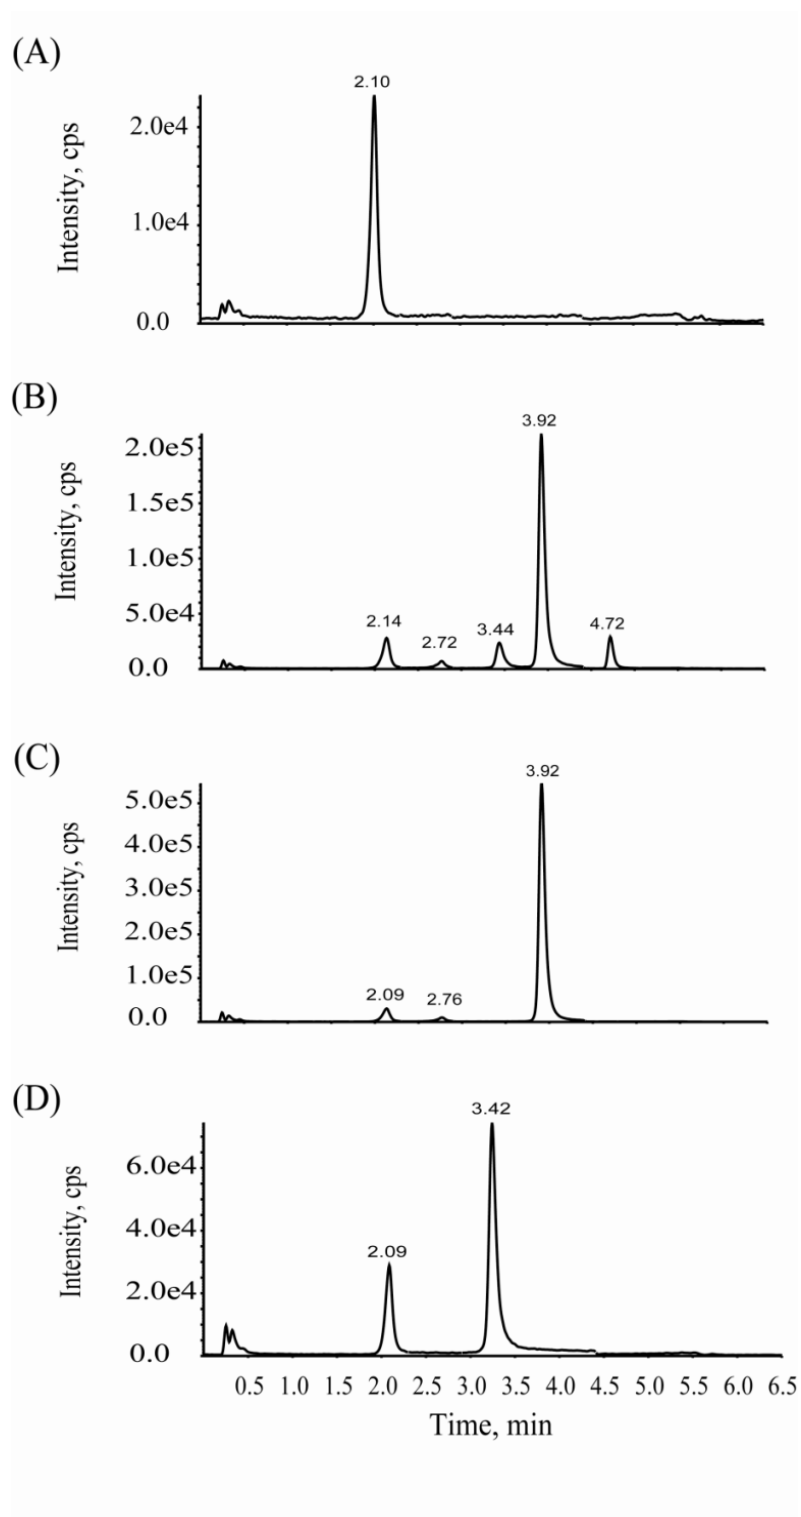 (A)
2.10
2.0e4
1.0e4
0.0
Intensity, cps
(B)
3.92
2.0e5
1.5e5
1.0e5
5.0e4
0.0
2.14
2.72
3.44
4.72
Intensity, cps
(C)
3.92
5.0e5
4.0e5
3.0e5
2.0e5
1.0e5
0.0
2.09
2.76
Intensity, cps
(D)
3.42
6.0e4
4.0e4
2.0e4
0.0
2.09
Intensity, cps
0.5 1.0 1.5 2.0 2.5 3.0 3.5 4.0 4.5 5.0 5.5 6.0 6.5
Time, min